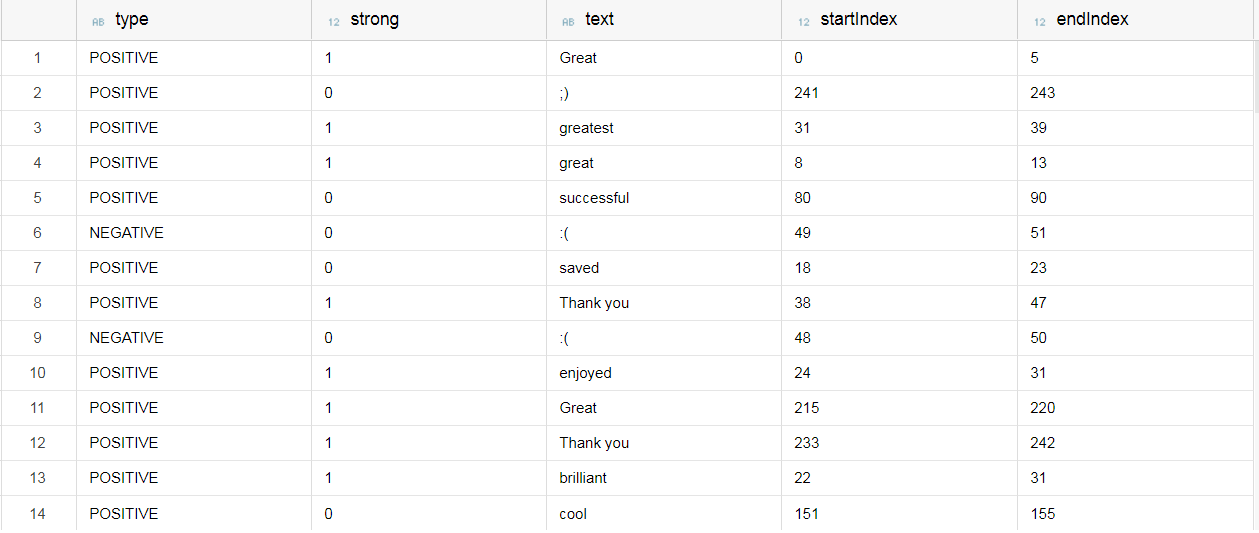 AB type 12 strong AB text 12 startIndex 12 endIndex
1 POSITIVE 1 Great 0 5
2 POSITIVE 0 ;) 241 243
3 POSITIVE 1 greatest 31 39
4 POSITIVE 1 great 8 13
5 POSITIVE 0 successful 80 90
6 NEGATIVE 0 :( 49 51
7 POSITIVE 0 saved 18 23
8 POSITIVE 1 Thank you 38 47
9 NEGATIVE 0 :( 48 50
10 POSITIVE 1 enjoyed 24 31
11 POSITIVE 1 Great 215 220
12 POSITIVE 1 Thank you 233 242
13 POSITIVE 1 brilliant 22 31
14 POSITIVE 0 cool 151 155